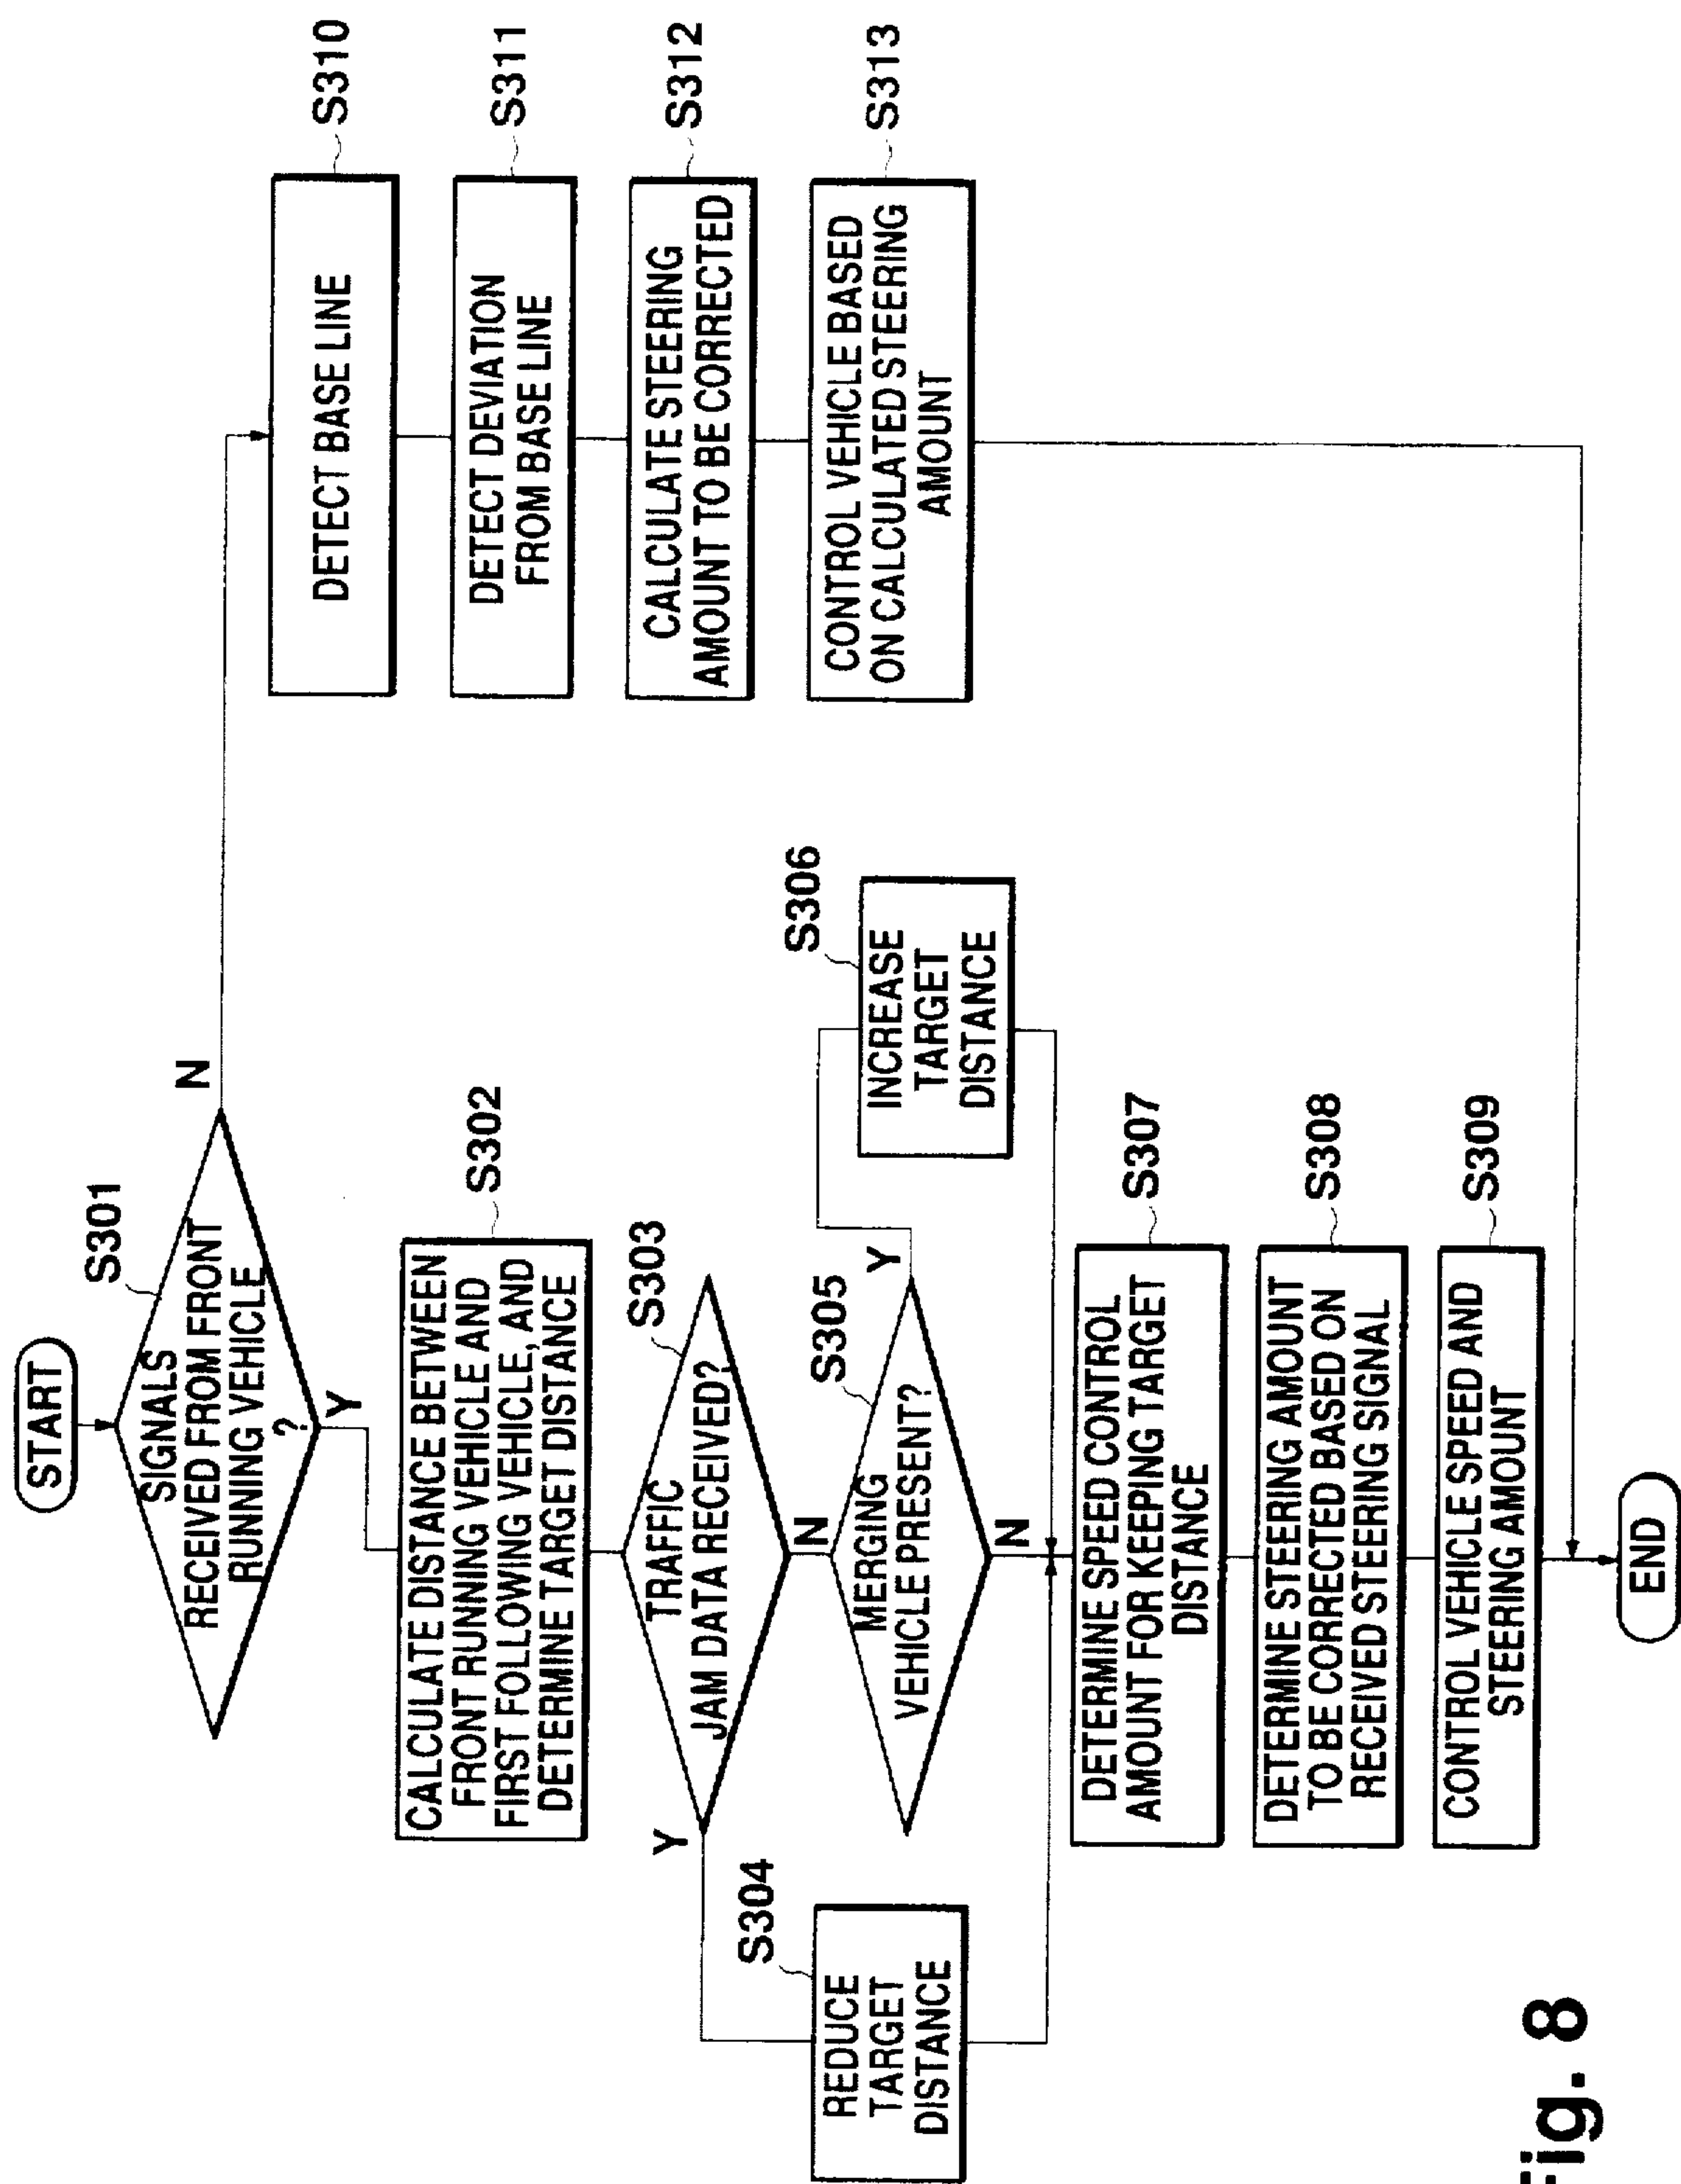 START
S301
SIGNALS
RECEIVED FROM FRONT
RUNNING VEHICLE
?
N
Y
S302
CALCULATE DISTANCE BETWEEN
FRONT RUNNING VEHICLE AND
FIRST FOLLOWING VEHICLE, AND
DETERMINE TARGET DISTANCE
S303
TRAFFIC
JAM DATA RECEIVED?
Y
N
S304
REDUCE
TARGET
DISTANCE
S305
MERGING
VEHICLE PRESENT?
Y
N
S306
INCREASE
TARGET
DISTANCE
S307
DETERMINE SPEED CONTROL
AMOUNT FOR KEEPING TARGET
DISTANCE
S308
DETERMINE STEERING AMOUNT
TO BE CORRECTED BASED ON
RECEIVED STEERING SIGNAL
S309
CONTROL VEHICLE SPEED AND
STEERING AMOUNT
S310
DETECT BASE LINE
S311
DETECT DEVIATION
FROM BASE LINE
S312
CALCULATE STEERING
AMOUNT TO BE CORRECTED
S313
CONTROL VEHICLE BASED
ON CALCULATED STEERING
AMOUNT
END
Fig. 8